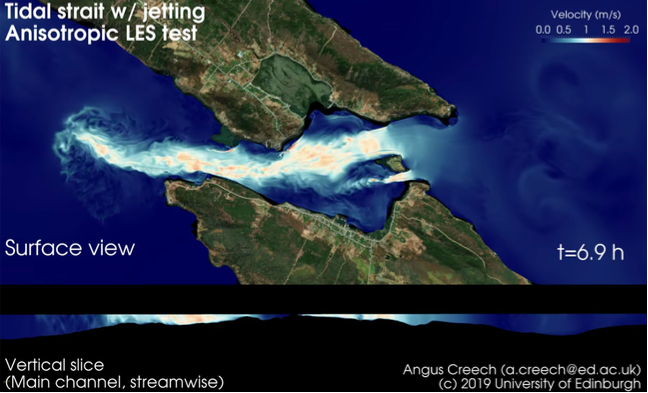 Tidal strait w/ jetting
Anisotropic LES test
Velocity (m/s)
0.0 0.5 1 1.5 2.0
Surface view
t=6.9 h
Vertical slice
(Main channel, streamwise)
Angus Creech (a.creech@ed.ac.uk)
(c) 2019 University of Edinburgh